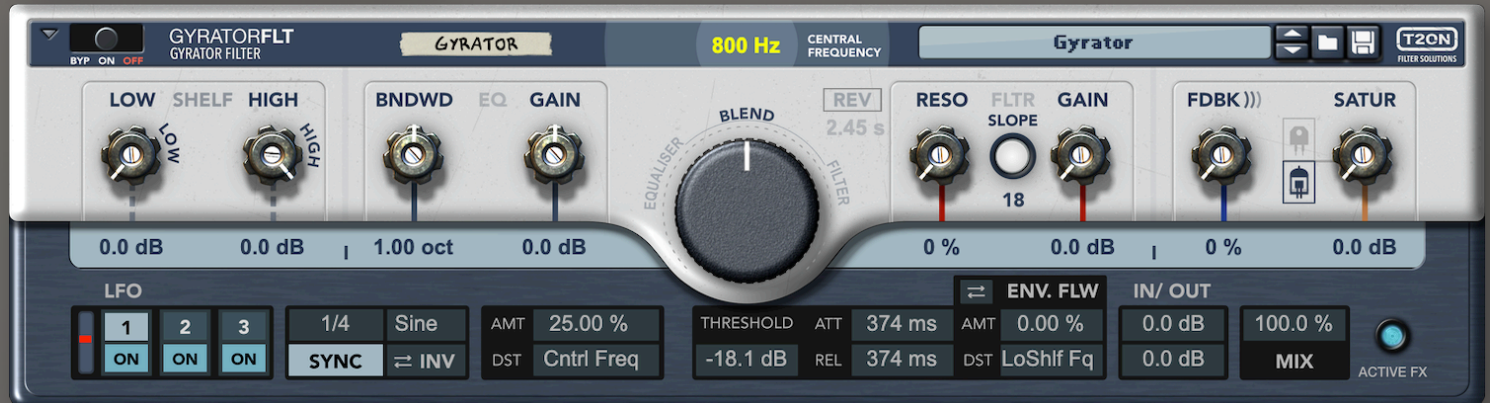 BYP ON OFF
GYRATORFLT
GYRATOR FILTER
GYRATOR
800 Hz
CENTRAL
FREQUENCY
Gyrator
T2ON
FILTER SOLUTIONS
LOW SHELF HIGH
LOW
HIGH
BNDWD EQ GAIN
BLEND
EQUALISER
FILTER
REV
2.45 s
RESO FLTR GAIN
SLOPE
18
FDBK ))) SATUR
0.0 dB 0.0 dB 1.00 oct 0.0 dB 0 % 0.0 dB 0 % 0.0 dB
LFO
1 2 3
ON ON ON
1/4 Sine
SYNC ⇄ INV
AMT 25.00 %
DST Cntrl Freq
THRESHOLD ATT 374 ms
-18.1 dB REL 374 ms
⇄ ENV. FLW
AMT 0.00 %
DST LoShlf Fq
IN/ OUT
0.0 dB
0.0 dB
100.0 %
MIX
ACTIVE FX